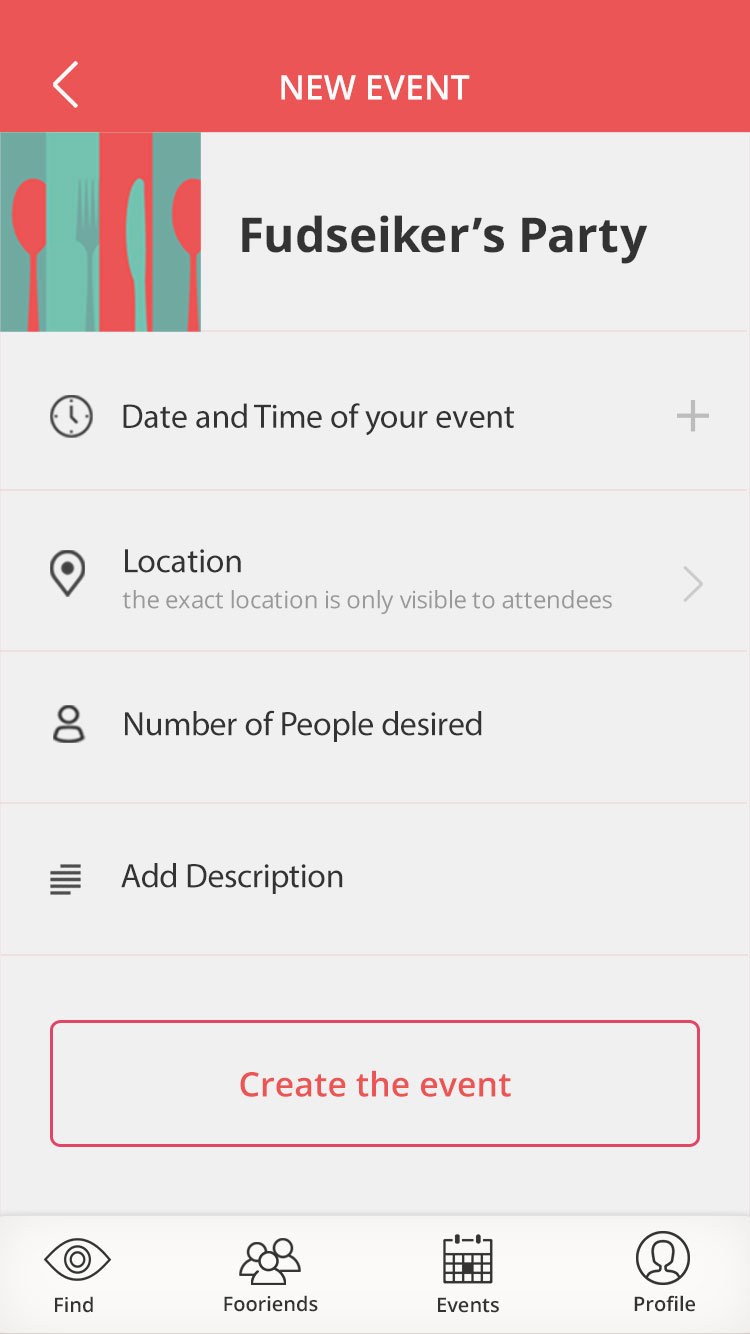 NEW EVENT
Fudseiker’s Party
Date and Time of your event
Location
the exact location is only visible to attendees
Number of People desired
Add Description
Create the event
Find
Fooriends
Events
Profile